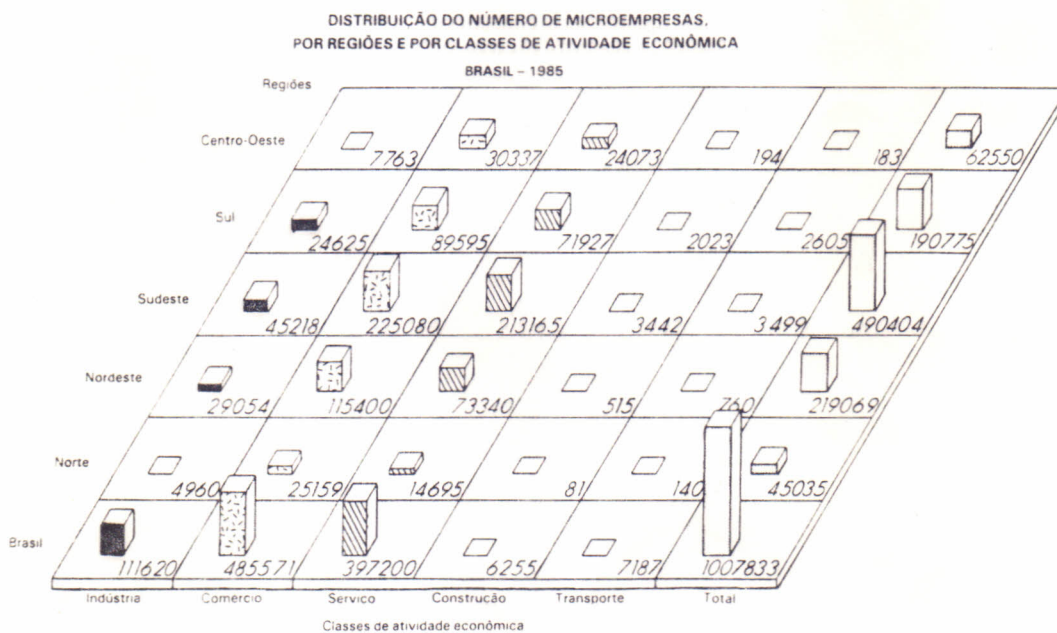 DISTRIBUIÇÃO DO NÚMERO DE MICROEMPRESAS,
POR REGIÕES E POR CLASSES DE ATIVIDADE ECONÔMICA
BRASIL – 1985
Regiões
Centro-Oeste 7763 30337 24073 194 183 62550
Sul 24625 89595 71927 2023 2605 190775
Sudeste 45218 225080 213165 3442 3499 490404
Nordeste 29054 115400 73340 515 760 219069
Norte 4960 25159 14695 81 140 45035
Brasil 111620 485571 397200 6255 7187 1007833
Indústria Comercio Servico Construcão Transporte Total
Classes de atividade econômica